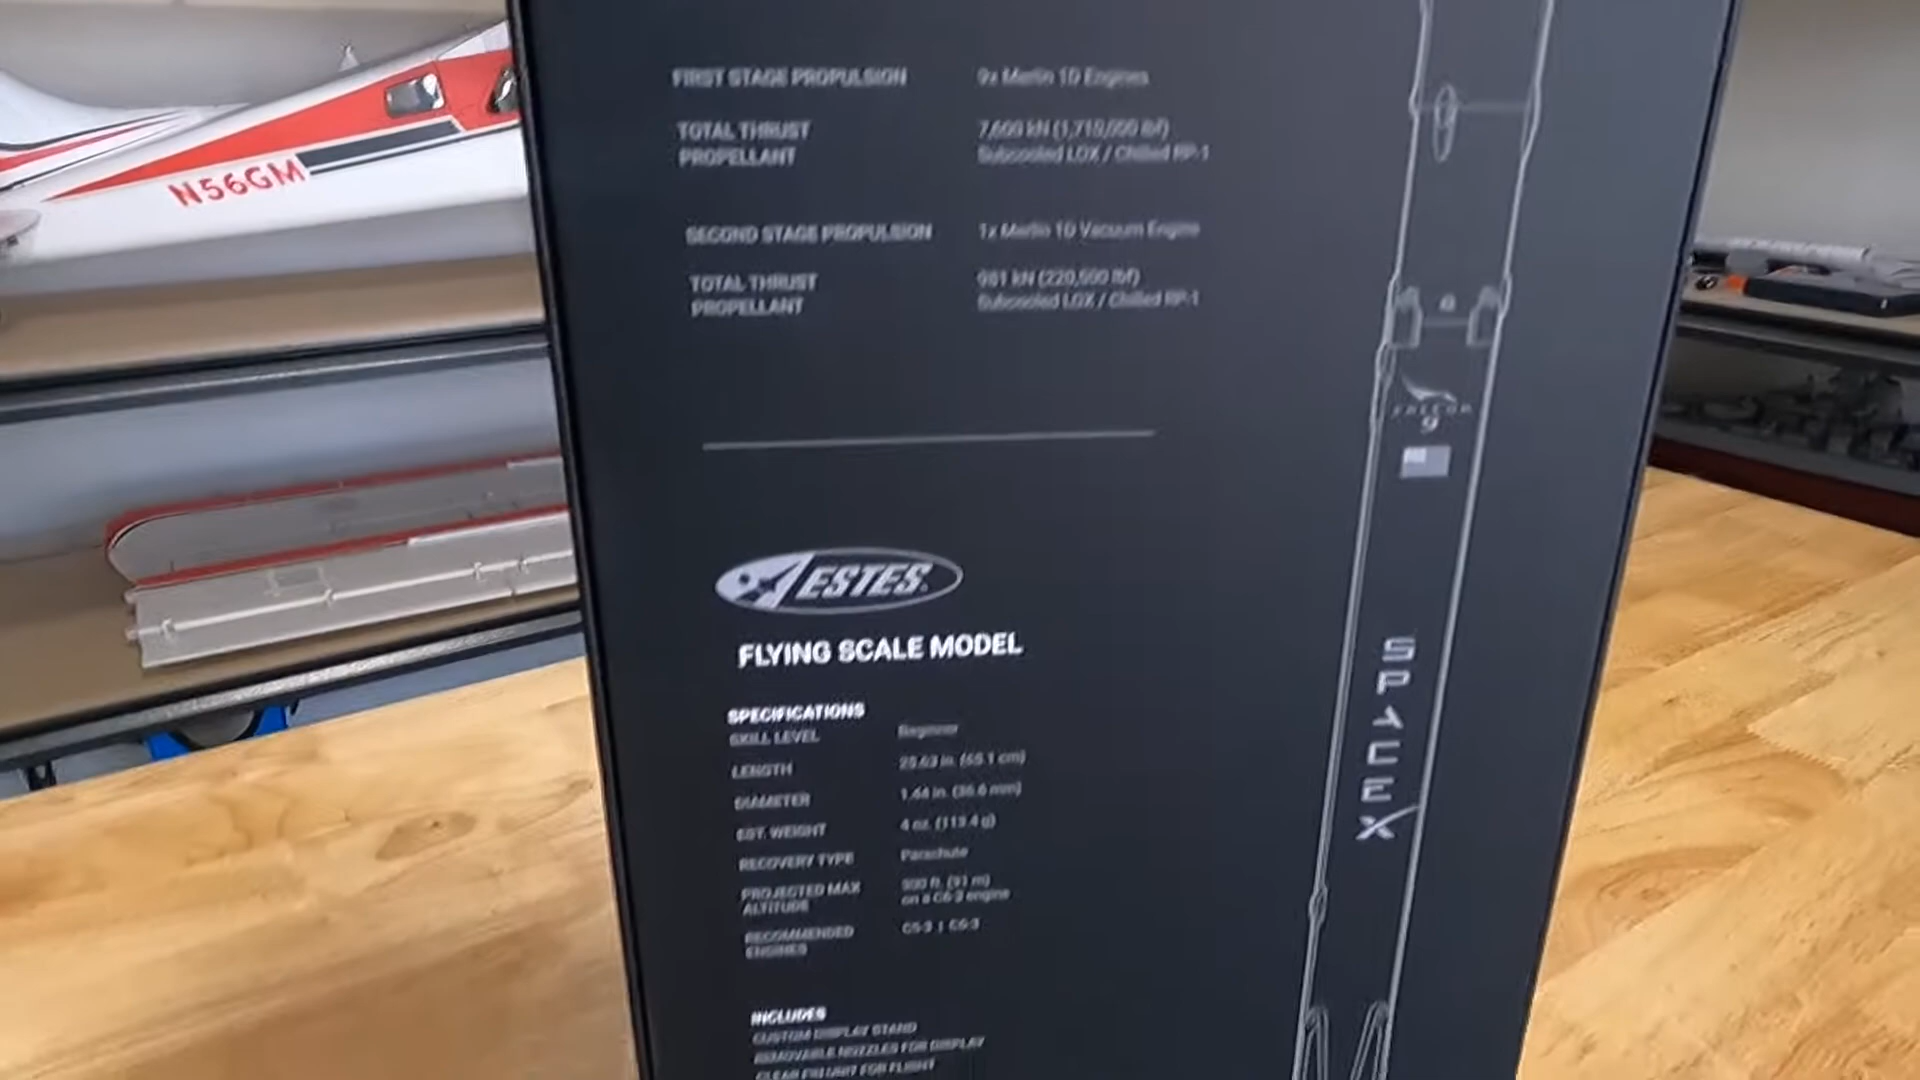 FIRST STAGE PROPULSION 9x Merlin 1D Engines
TOTAL THRUST 7,600 kN (1,710,000 lbf)
PROPELLANT Subcooled LOX / Chilled RP-1
SECOND STAGE PROPULSION 1x Merlin 1D Vacuum Engine
TOTAL THRUST 981 kN (220,500 lbf)
PROPELLANT Subcooled LOX / Chilled RP-1
N56GM
FALCON
9
SPACEX
ESTES
FLYING SCALE MODEL
SPECIFICATIONS
SKILL LEVEL Beginner
LENGTH (65.1 cm)
DIAMETER 1.44 in. (36.6 mm)
EST. WEIGHT 4 oz. (113.4 g)
RECOVERY TYPE Parachute
PROJECTED MAX 300 ft. (91 m)
ALTITUDE on a C6-3 engine
RECOMMENDED C5-3 | C6-3
ENGINES
INCLUDES
CUSTOM DISPLAY STAND
REMOVABLE NOZZLES FOR DISPLAY
CLEAR FIN UNIT FOR FLIGHT